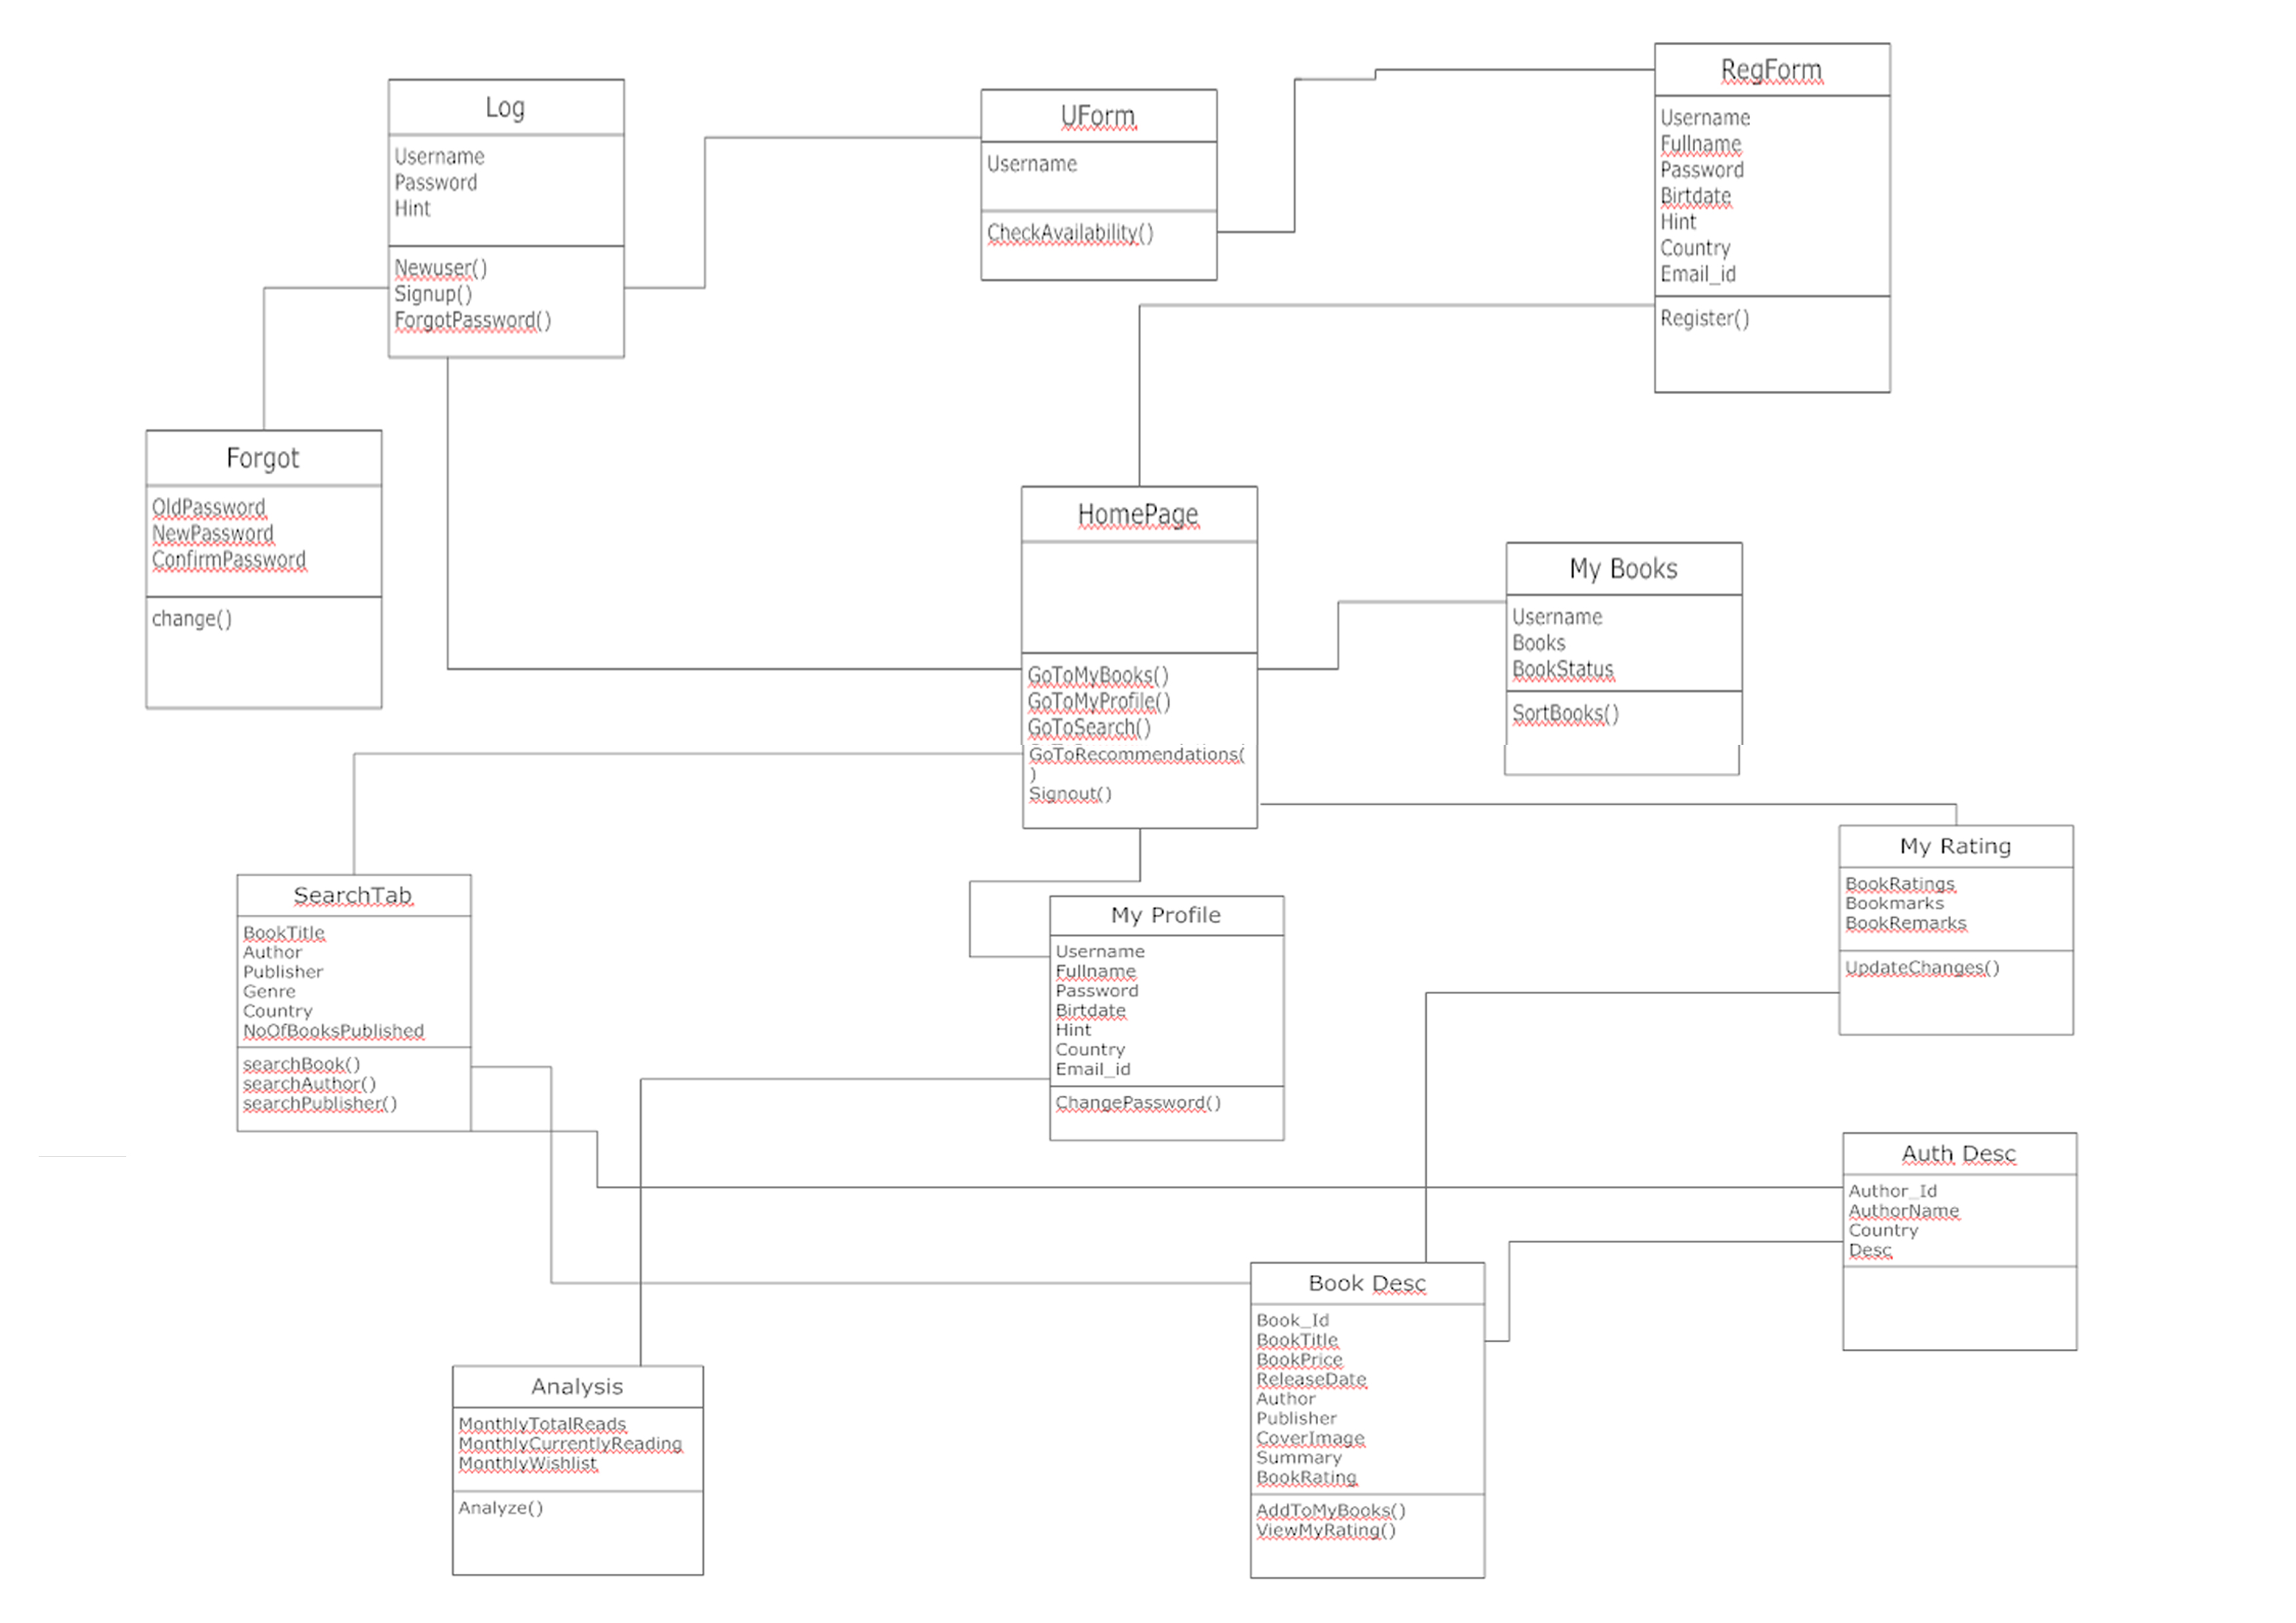 Log
Username
Password
Hint
Newuser()
Signup()
ForgotPassword()
UForm
Username
CheckAvailability()
RegForm
Username
Fullname
Password
Birtdate
Hint
Country
Email_id
Register()
Forgot
OldPassword
NewPassword
ConfirmPassword
change()
HomePage
GoToMyBooks()
GoToMyProfile()
GoToSearch()
GoToRecommendations(
)
Signout()
My Books
Username
Books
BookStatus
SortBooks()
SearchTab
BookTitle
Author
Publisher
Genre
Country
NoOfBooksPublished
searchBook()
searchAuthor()
searchPublisher()
My Profile
Username
Fullname
Password
Birtdate
Hint
Country
Email_id
ChangePassword()
My Rating
BookRatings
Bookmarks
BookRemarks
UpdateChanges()
Auth Desc
Author_Id
AuthorName
Country
Desc
Analysis
MonthlyTotalReads
MonthlyCurrentlyReading
MonthlyWishlist
Analyze()
Book Desc
Book_Id
BookTitle
BookPrice
ReleaseDate
Author
Publisher
CoverImage
Summary
BookRating
AddToMyBooks()
ViewMyRating()